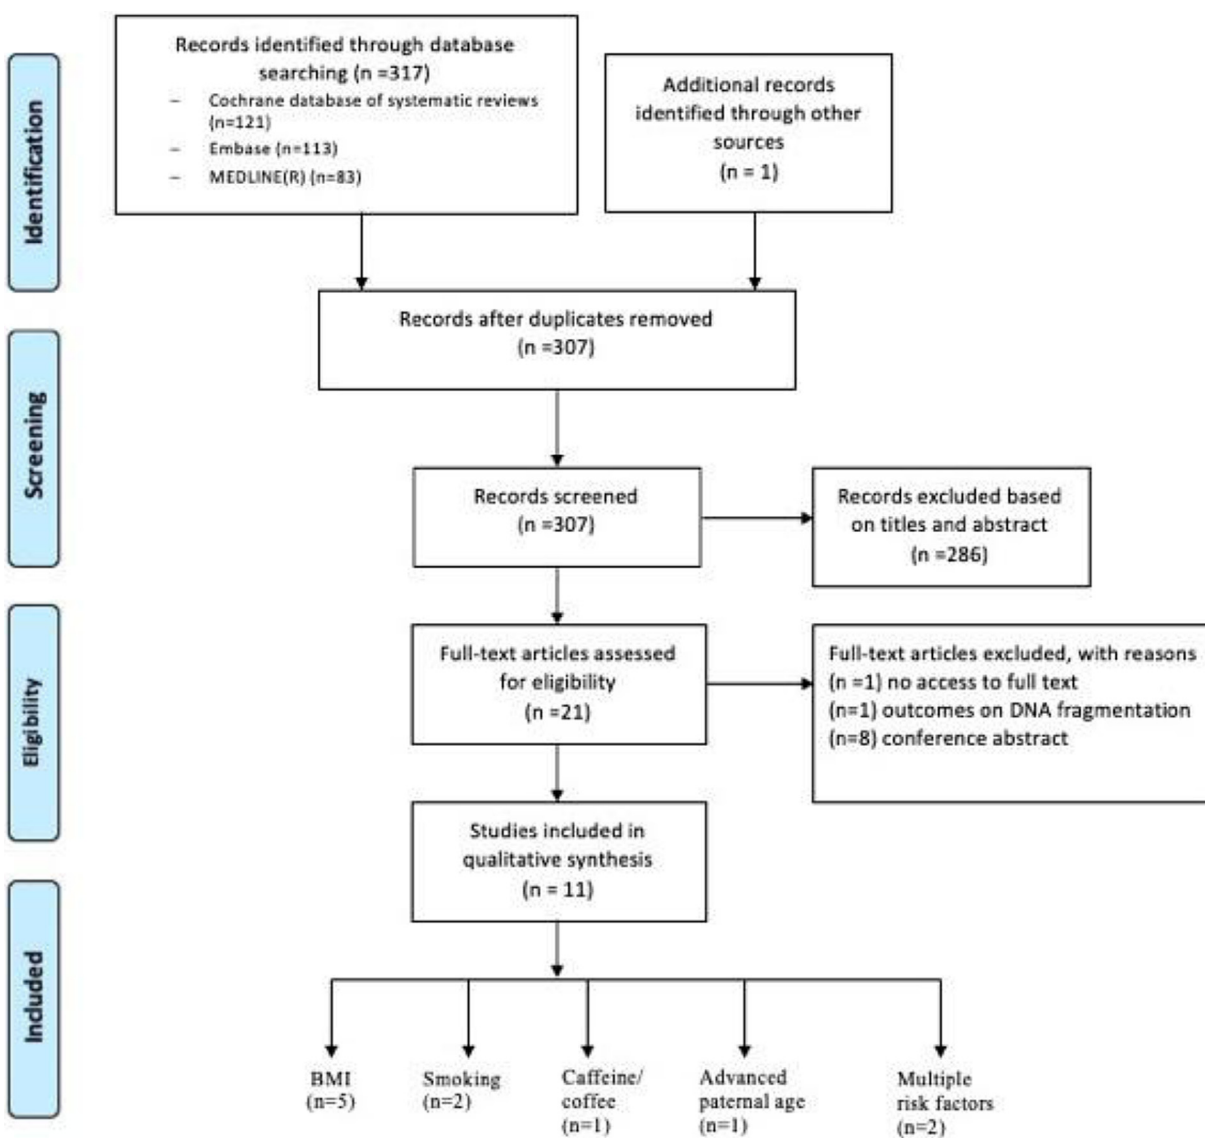 Identification
Records identified through database
searching (n =317)
– Cochrane database of systematic reviews
(n=121)
– Embase (n=113)
– MEDLINE(R) (n=83)
Additional records
identified through other
sources
(n = 1)
Records after duplicates removed
(n =307)
Screening
Records screened
(n =307)
Records excluded based
on titles and abstract
(n =286)
Eligibility
Full-text articles assessed
for eligibility
(n =21)
Full-text articles excluded, with reasons
(n =1) no access to full text
(n=1) outcomes on DNA fragmentation
(n=8) conference abstract
Studies included in
qualitative synthesis
(n = 11)
Included
BMI
(n=5)
Smoking
(n=2)
Caffeine/
coffee
(n=1)
Advanced
paternal age
(n=1)
Multiple
risk factors
(n=2)